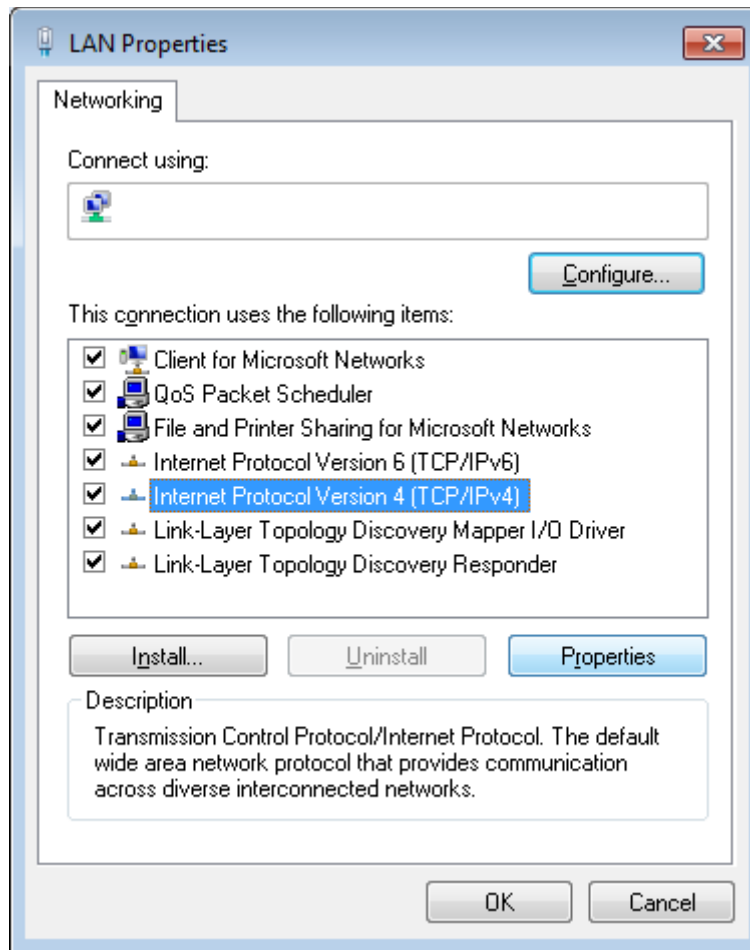 LAN Properties
Networking
Connect using:
Configure...
This connection uses the following items:
Client for Microsoft Networks
QoS Packet Scheduler
File and Printer Sharing for Microsoft Networks
Internet Protocol Version 6 (TCP/IPv6)
Internet Protocol Version 4 (TCP/IPv4)
Link-Layer Topology Discovery Mapper I/O Driver
Link-Layer Topology Discovery Responder
Install... Uninstall Properties
Description
Transmission Control Protocol/Internet Protocol. The default
wide area network protocol that provides communication
across diverse interconnected networks.
OK Cancel